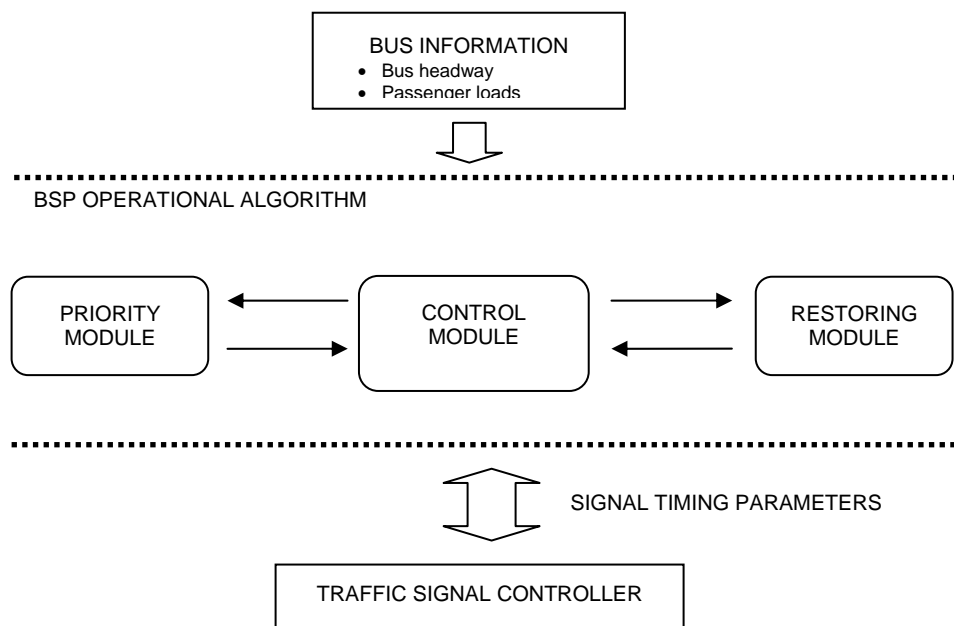 BUS INFORMATION
• Bus headway
• Passenger loads
BSP OPERATIONAL ALGORITHM
PRIORITY
MODULE
CONTROL
MODULE
RESTORING
MODULE
SIGNAL TIMING PARAMETERS
TRAFFIC SIGNAL CONTROLLER